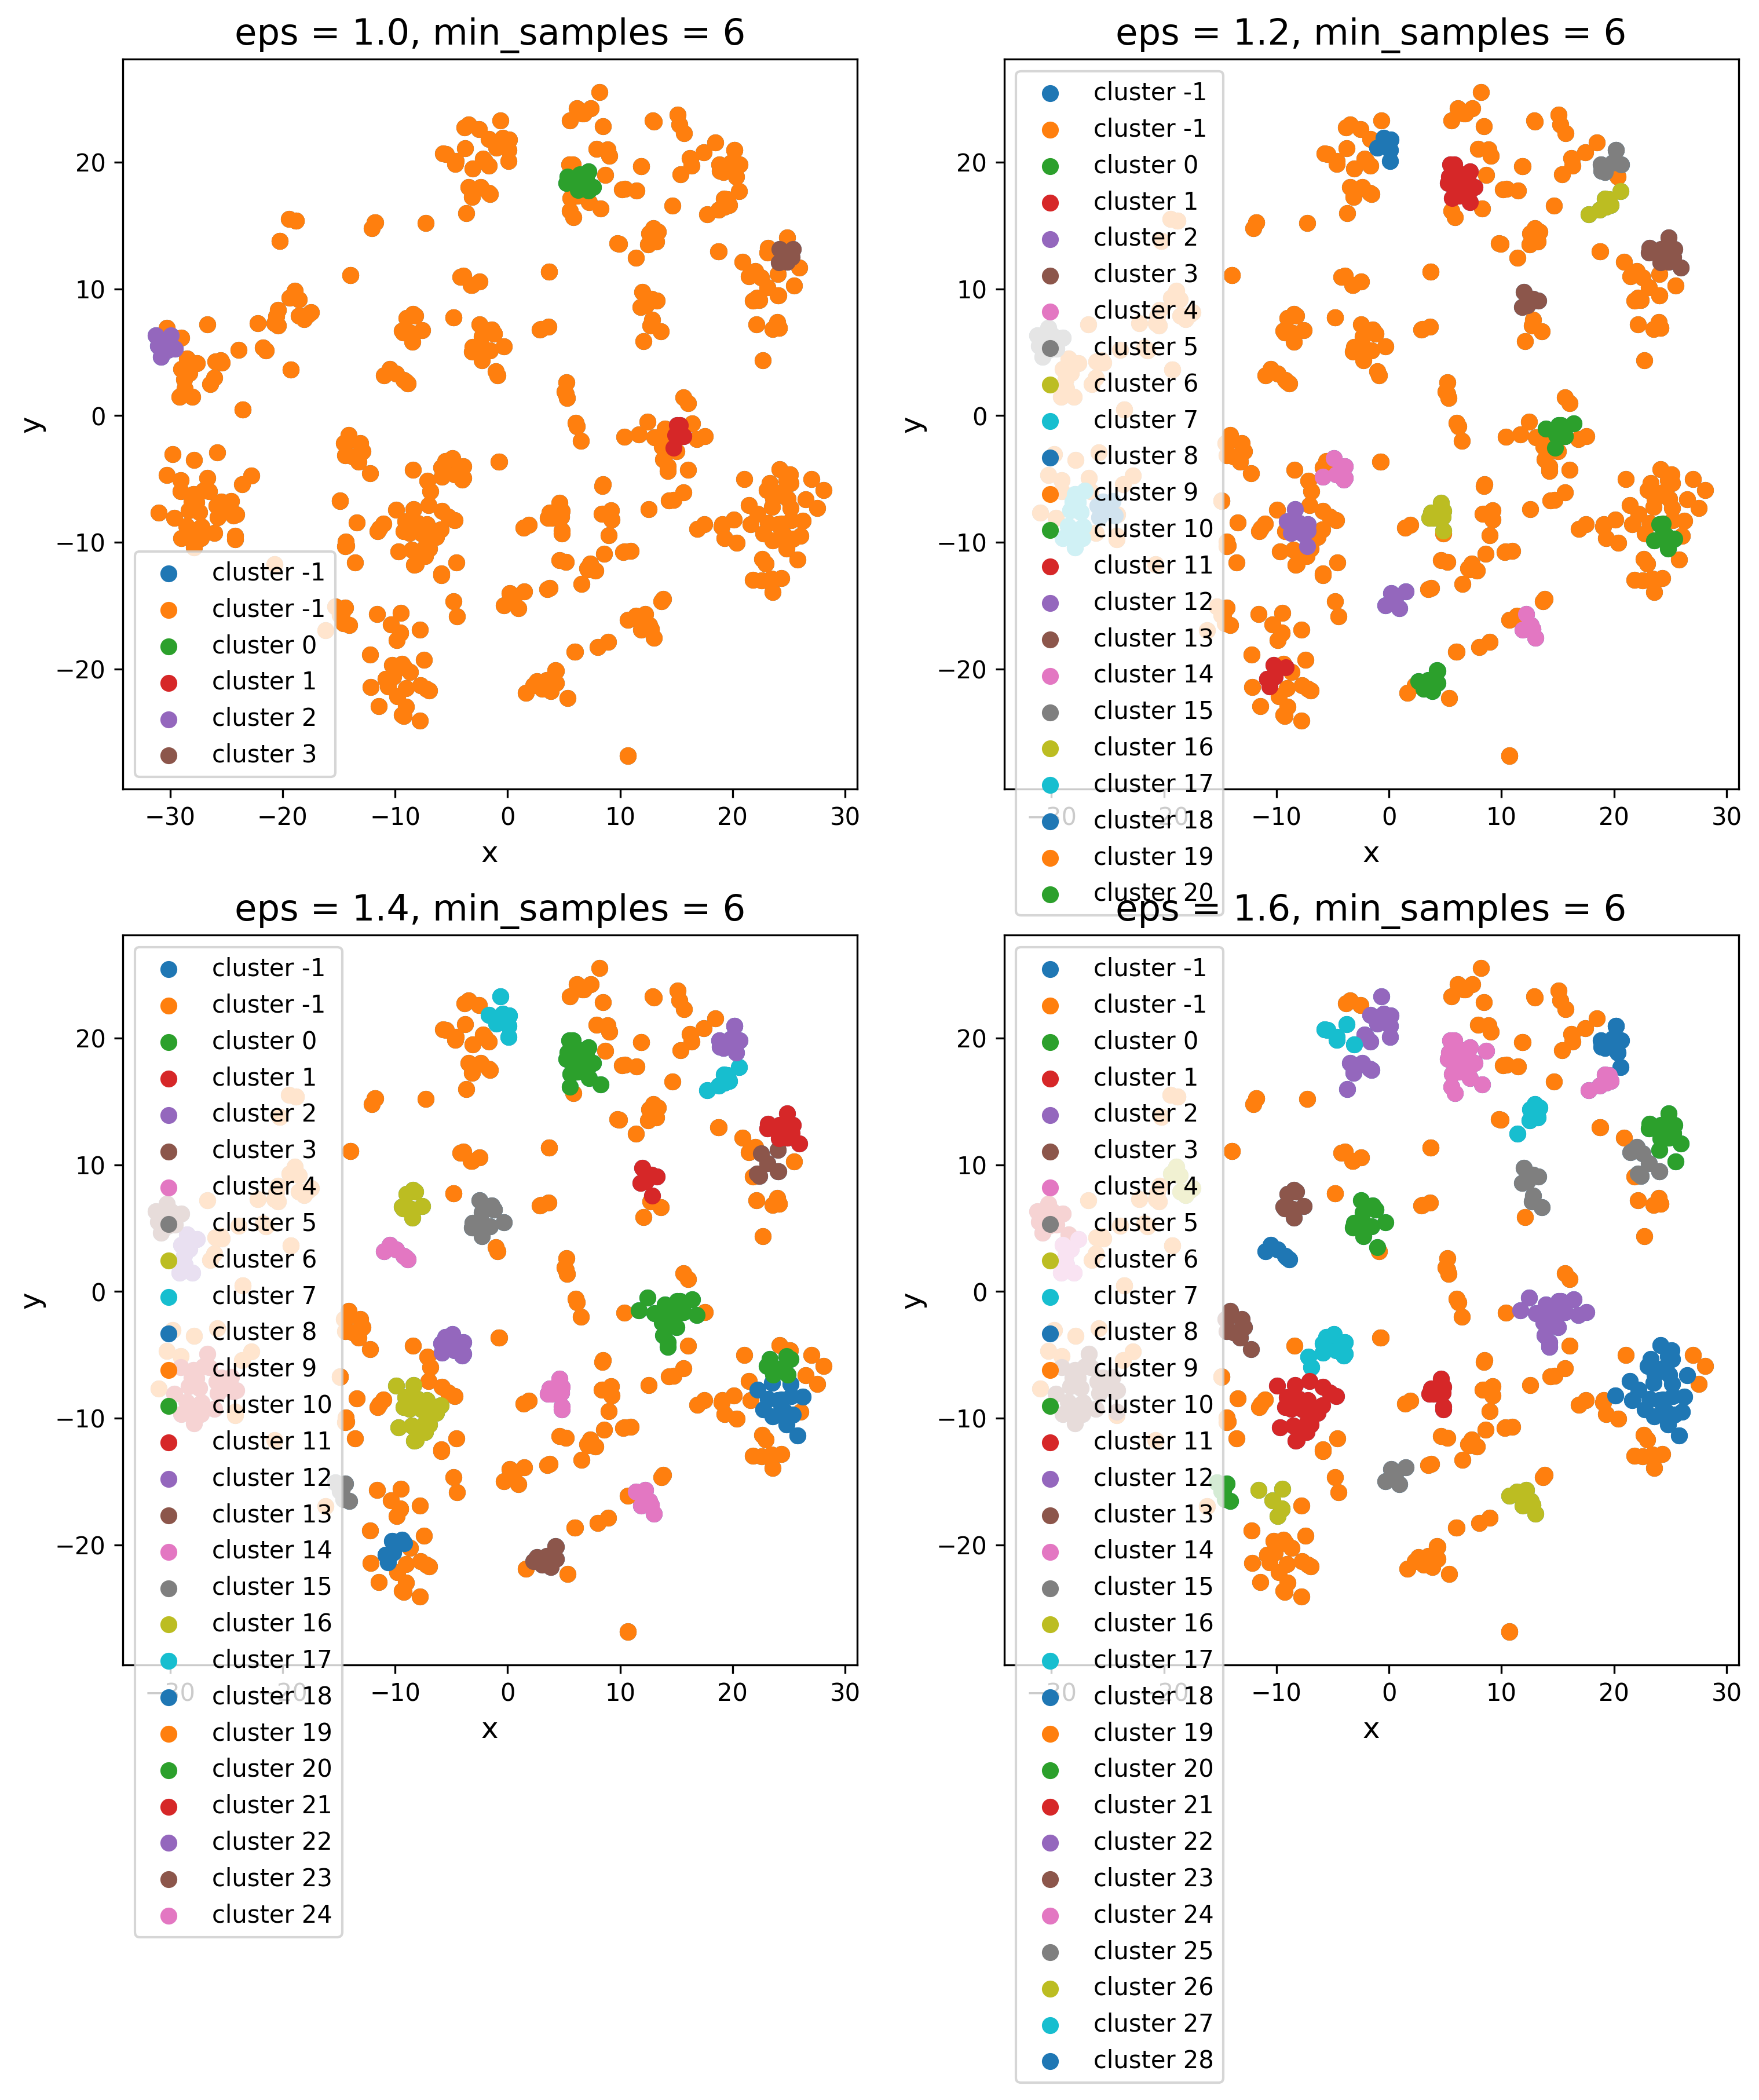 eps = 1.0, min_samples = 6
y
20
10
0
−10
−20
cluster -1
cluster -1
cluster 0
cluster 1
cluster 2
cluster 3
−30
−20
−10
0
10
20
30
x
eps = 1.2, min_samples = 6
y
20
10
0
−10
−20
cluster -1
cluster -1
cluster 0
cluster 1
cluster 2
cluster 3
cluster 4
cluster 5
cluster 6
cluster 7
cluster 8
cluster 9
cluster 10
cluster 11
cluster 12
cluster 13
cluster 14
cluster 15
cluster 16
cluster 17
cluster 18
cluster 19
cluster 20
−10
0
10
20
30
x
eps = 1.4, min_samples = 6
y
20
10
0
−10
−20
cluster -1
cluster -1
cluster 0
cluster 1
cluster 2
cluster 3
cluster 4
cluster 5
cluster 6
cluster 7
cluster 8
cluster 9
cluster 10
cluster 11
cluster 12
cluster 13
cluster 14
cluster 15
cluster 16
cluster 17
cluster 18
cluster 19
cluster 20
cluster 21
cluster 22
cluster 23
cluster 24
−10
0
10
20
30
x
eps = 1.6, min_samples = 6
y
20
10
0
−10
−20
cluster -1
cluster -1
cluster 0
cluster 1
cluster 2
cluster 3
cluster 4
cluster 5
cluster 6
cluster 7
cluster 8
cluster 9
cluster 10
cluster 11
cluster 12
cluster 13
cluster 14
cluster 15
cluster 16
cluster 17
cluster 18
cluster 19
cluster 20
cluster 21
cluster 22
cluster 23
cluster 24
cluster 25
cluster 26
cluster 27
cluster 28
−10
0
10
20
30
x